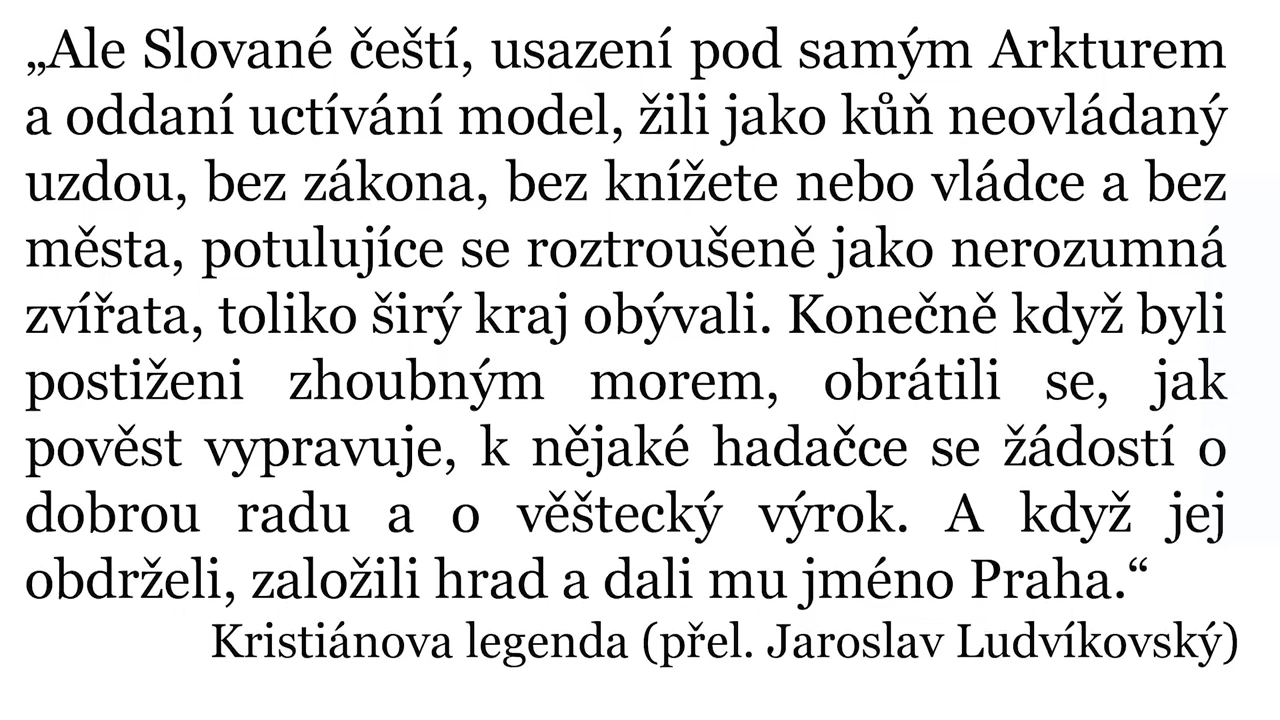 „Ale Slované čeští, usazení pod samým Arkturem
a oddaní uctívání model, žili jako kůň neovládaný
uzdou, bez zákona, bez knížete nebo vládce a bez
města, potulujíce se roztroušeně jako nerozumná
zvířata, toliko širý kraj obývali. Konečně když byli
postiženi zhoubným morem, obrátili se, jak
pověst vypravuje, k nějaké hadačce se žádostí o
dobrou radu a o věštecký výrok. A když jej
obdrželi, založili hrad a dali mu jméno Praha.“
Kristiánova legenda (přel. Jaroslav Ludvíkovský)